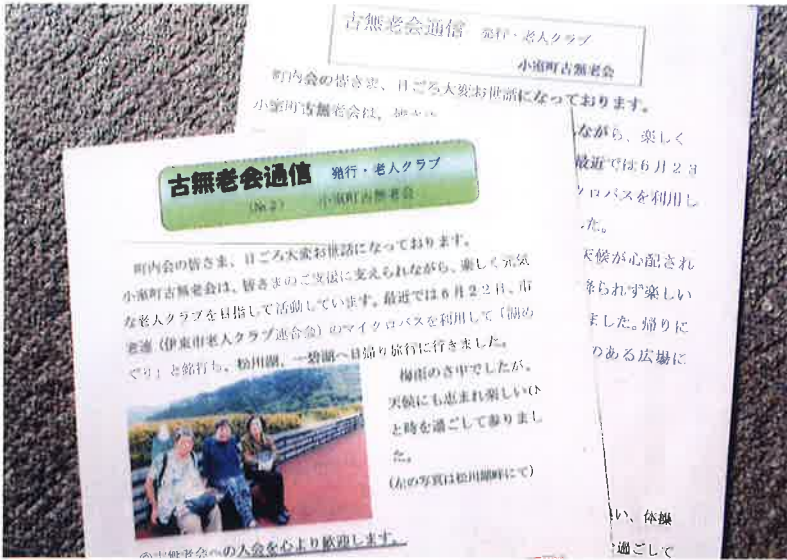 古無老会通信 発行・老人クラブ
小室町古無老会
町内会の皆さま、日ごろ大変お世話になっております。
小室町古無老会は、皆さま
ながら、楽しく
最近では6月23
クロバスを利用し
た。
天候が心配され
降られず楽しい
ました。帰りに
のある広場に
い、体操
過ごして
古無老会通信 発行・老人クラブ
(№2) 小室町古無老会
町内会の皆さま、日ごろ大変お世話になっております。
小室町古無老会は、皆さまのご支援に支えられながら、楽しく元気
な老人クラブを目指して活動しています。最近では6月22日、市
老連(伊東市老人クラブ連合会)のマイクロバスを利用して「湖め
ぐり」と銘打ち、松川湖、一碧湖へ日帰り旅行に行きました。
梅雨のさ中でしたが、
天候にも恵まれ楽しいひ
と時を過ごして参りまし
た。
(左の写真は松川湖畔にて)
古無老会への入会を心より歓迎します。